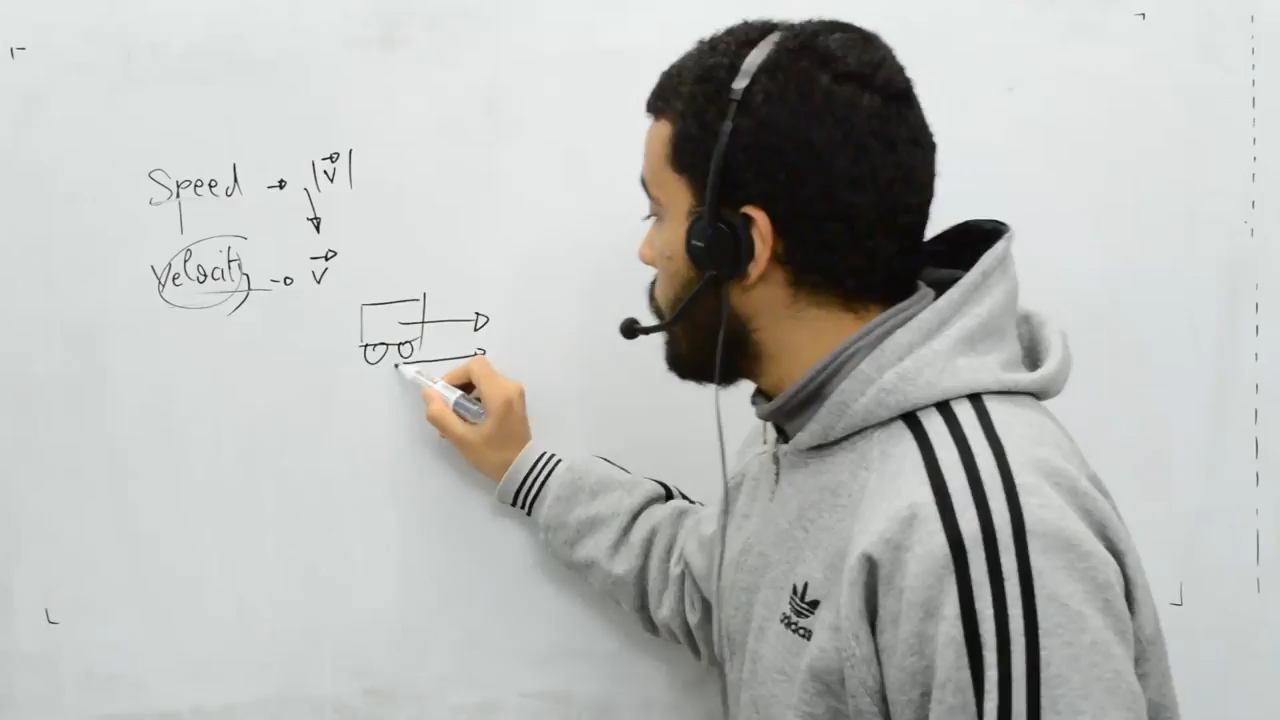 Speed → |v⃗|
Velocity → v⃗
adidas